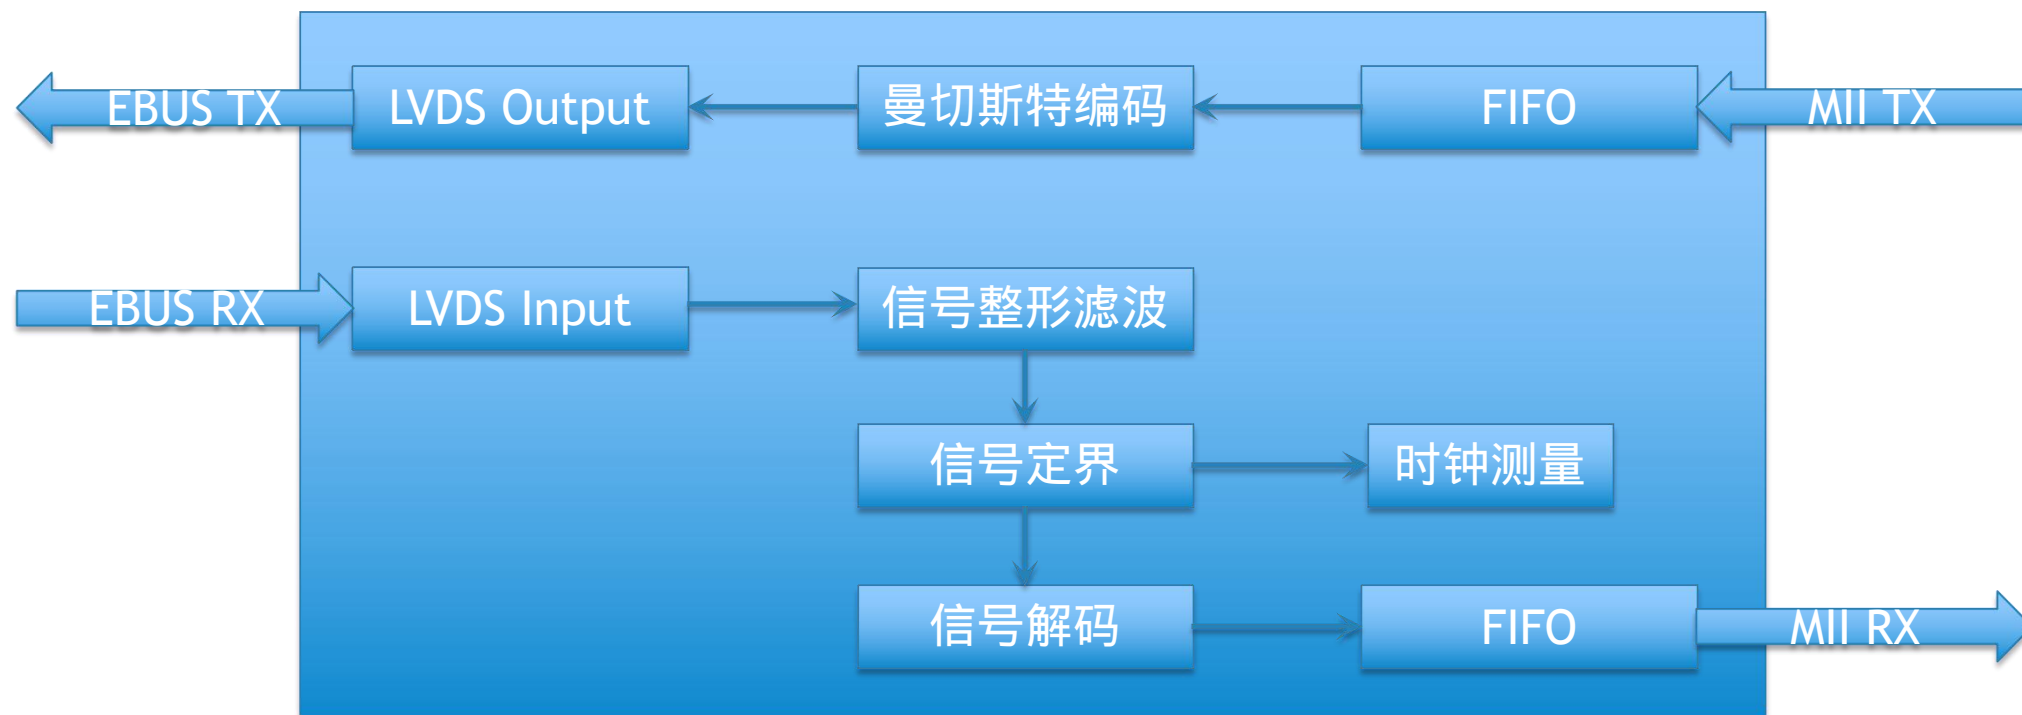 EBUS TX
LVDS Output
曼切斯特编码
FIFO
MII TX
EBUS RX
LVDS Input
信号整形滤波
信号定界
时钟测量
信号解码
FIFO
MII RX